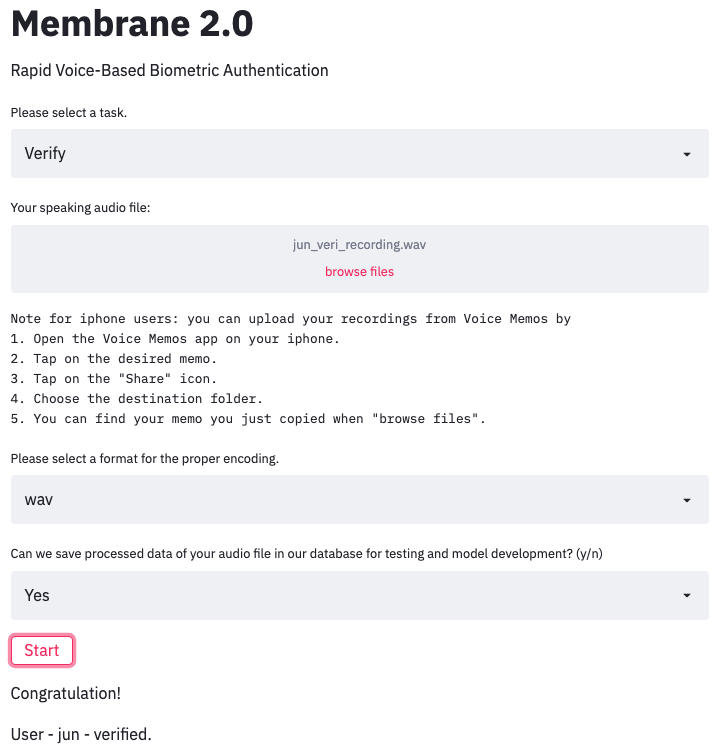 Membrane 2.0
Rapid Voice-Based Biometric Authentication
Please select a task.
Verify
Your speaking audio file:
jun_veri_recording.wav
browse files
Note for iphone users: you can upload your recordings from Voice Memos by
1. Open the Voice Memos app on your iphone.
2. Tap on the desired memo.
3. Tap on the "Share" icon.
4. Choose the destination folder.
5. You can find your memo you just copied when "browse files".
Please select a format for the proper encoding.
wav
Can we save processed data of your audio file in our database for testing and model development? (y/n)
Yes
Start
Congratulation!
User - jun - verified.